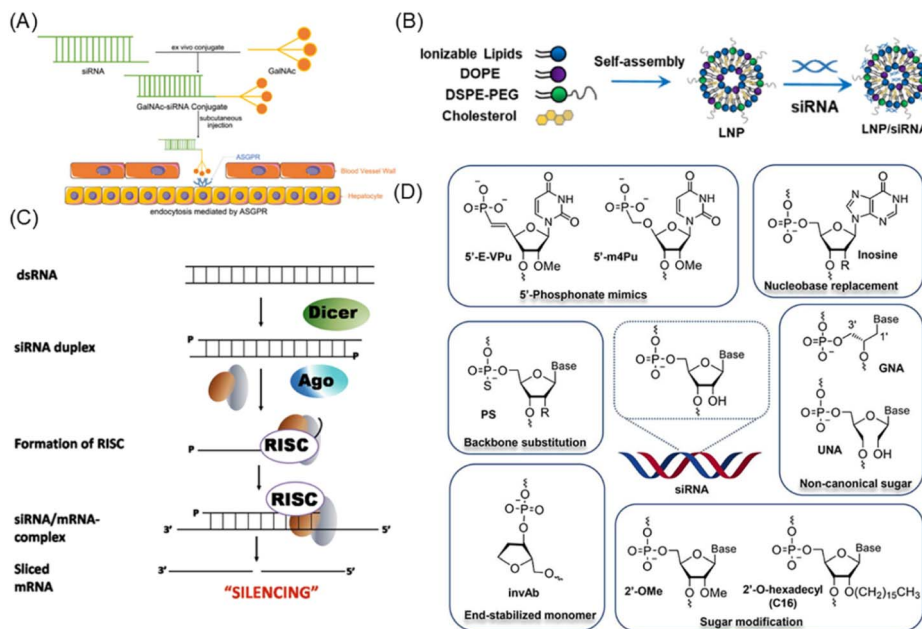 (A)
siRNA
ex vivo conjugate
GalNAc
GalNAc-siRNA Conjugate
subcutaneous
injection
ASGPR
Blood Vessel Wall
Hepatocyte
endocytosis mediated by ASGPR
(B)
Ionizable Lipids
DOPE
DSPE-PEG
Cholesterol
Self-assembly
LNP
siRNA
LNP/siRNA
(C)
dsRNA
Dicer
siRNA duplex
P
P
Ago
Formation of RISC
P
RISC
RISC
siRNA/mRNA-
complex
P
3'
5'
Sliced
mRNA
3'
5'
"SILENCING"
(D)
5'-E-VPu
OMe
5'-m4Pu
OMe
5'-Phosphonate mimics
Inosine
R
Nucleobase replacement
PS
Base
R
Backbone substitution
Base
OH
siRNA
3'
Base
1'
GNA
Base
UNA
OH
Non-canonical sugar
invAb
End-stabilized monomer
Base
2'-OMe
OMe
Base
2'-O-hexadecyl
(C16)
O(CH2)15CH3
Sugar modification